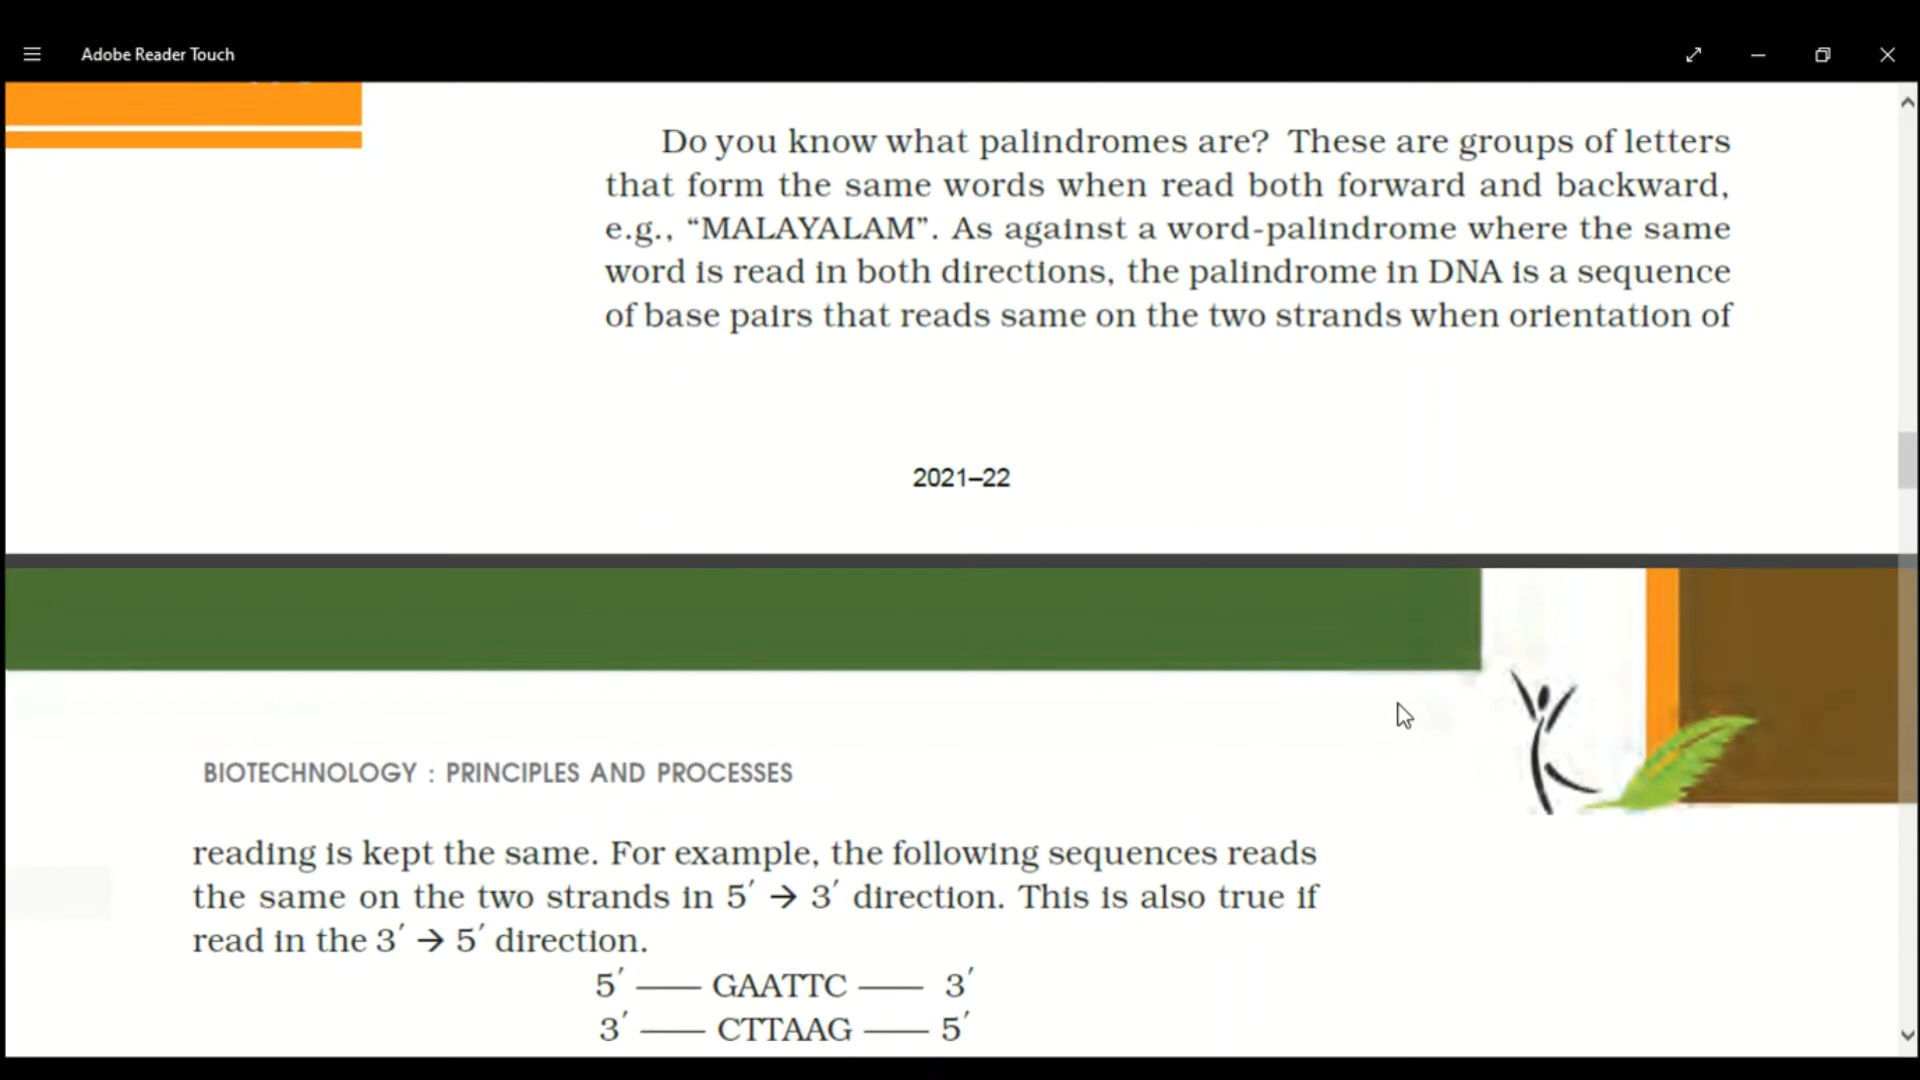 Adobe Reader Touch
Do you know what palindromes are? These are groups of letters
that form the same words when read both forward and backward,
e.g., “MALAYALAM”. As against a word-palindrome where the same
word is read in both directions, the palindrome in DNA is a sequence
of base pairs that reads same on the two strands when orientation of
2021–22
BIOTECHNOLOGY : PRINCIPLES AND PROCESSES
reading is kept the same. For example, the following sequences reads
the same on the two strands in 5′ → 3′ direction. This is also true if
read in the 3′ → 5′ direction.
5′ —— GAATTC —— 3′
3′ —— CTTAAG —— 5′